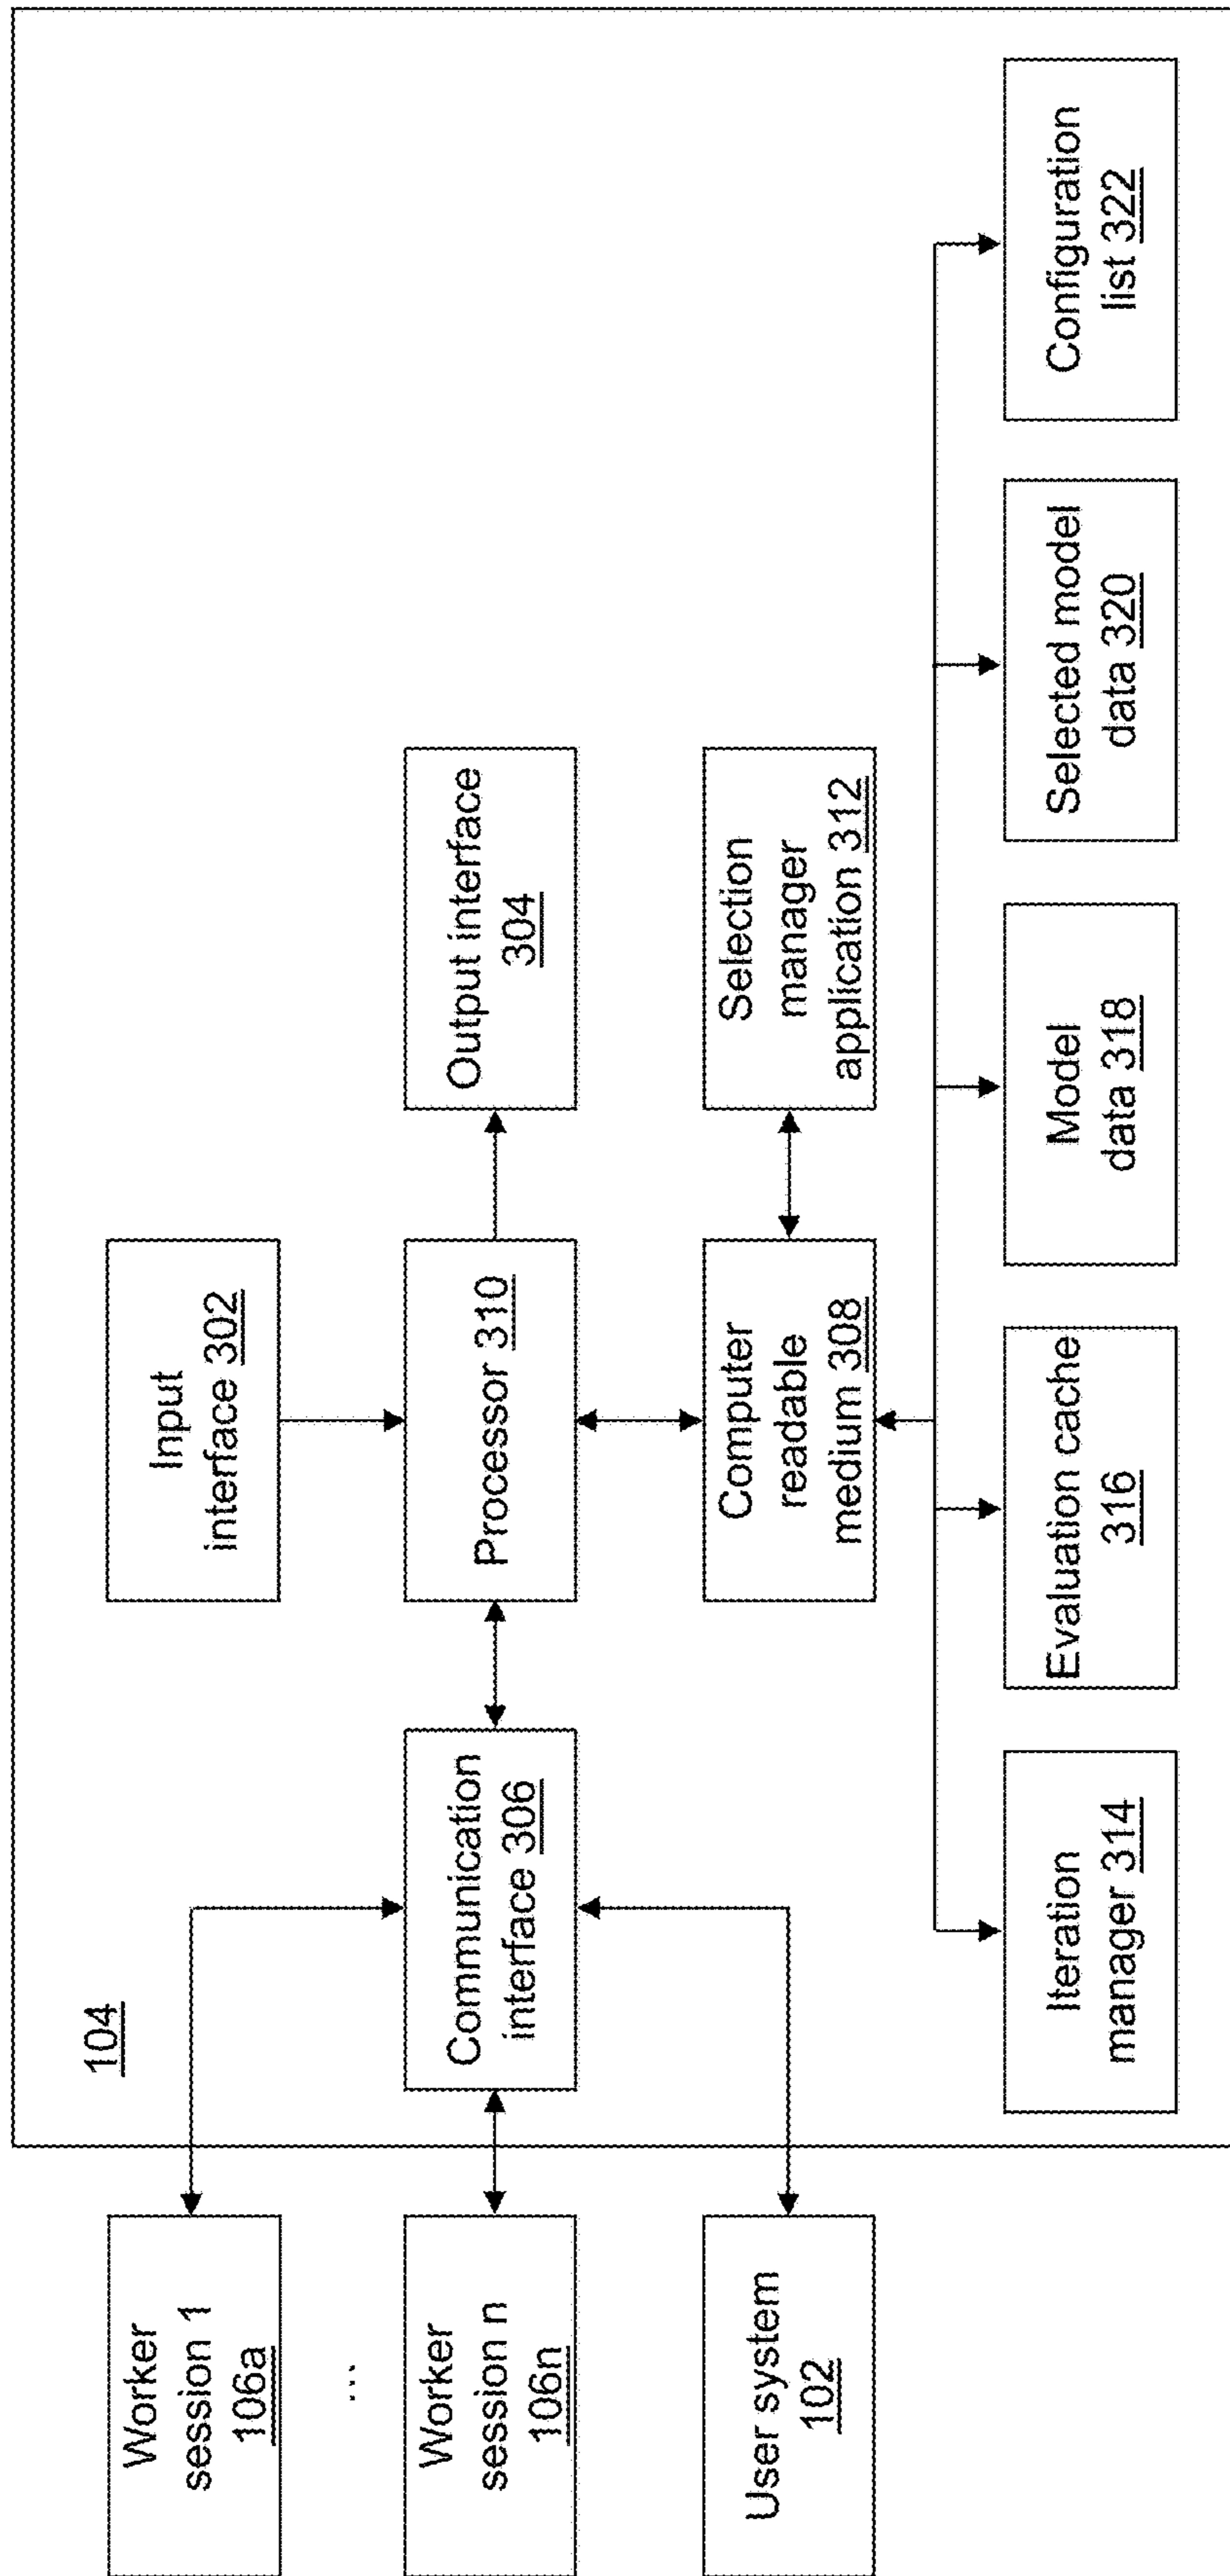 104
Worker
session 1
106a
...
Worker
session n
106n
User system
102
Input
interface 302
Communication
interface 306
Processor 310
Output interface
304
Computer
readable
medium 308
Selection
manager
application 312
Iteration
manager 314
Evaluation cache
316
Model
data 318
Selected model
data 320
Configuration
list 322